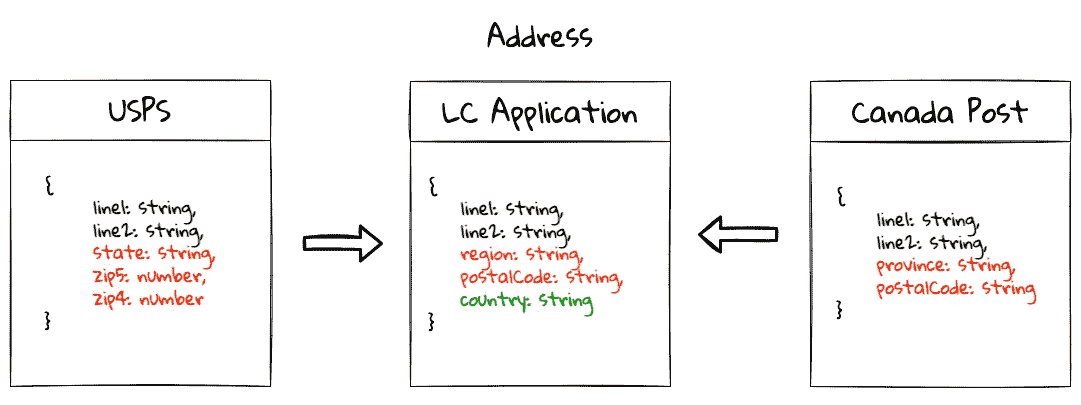 Address
USPS
{
line1: string,
line2: string,
state: string,
zip5: number,
zip4: number
}
LC Application
{
line1: string,
line2: string,
region: string,
postalCode: string,
country: string
}
Canada Post
{
line1: string,
line2: string,
province: string,
postalCode: string
}